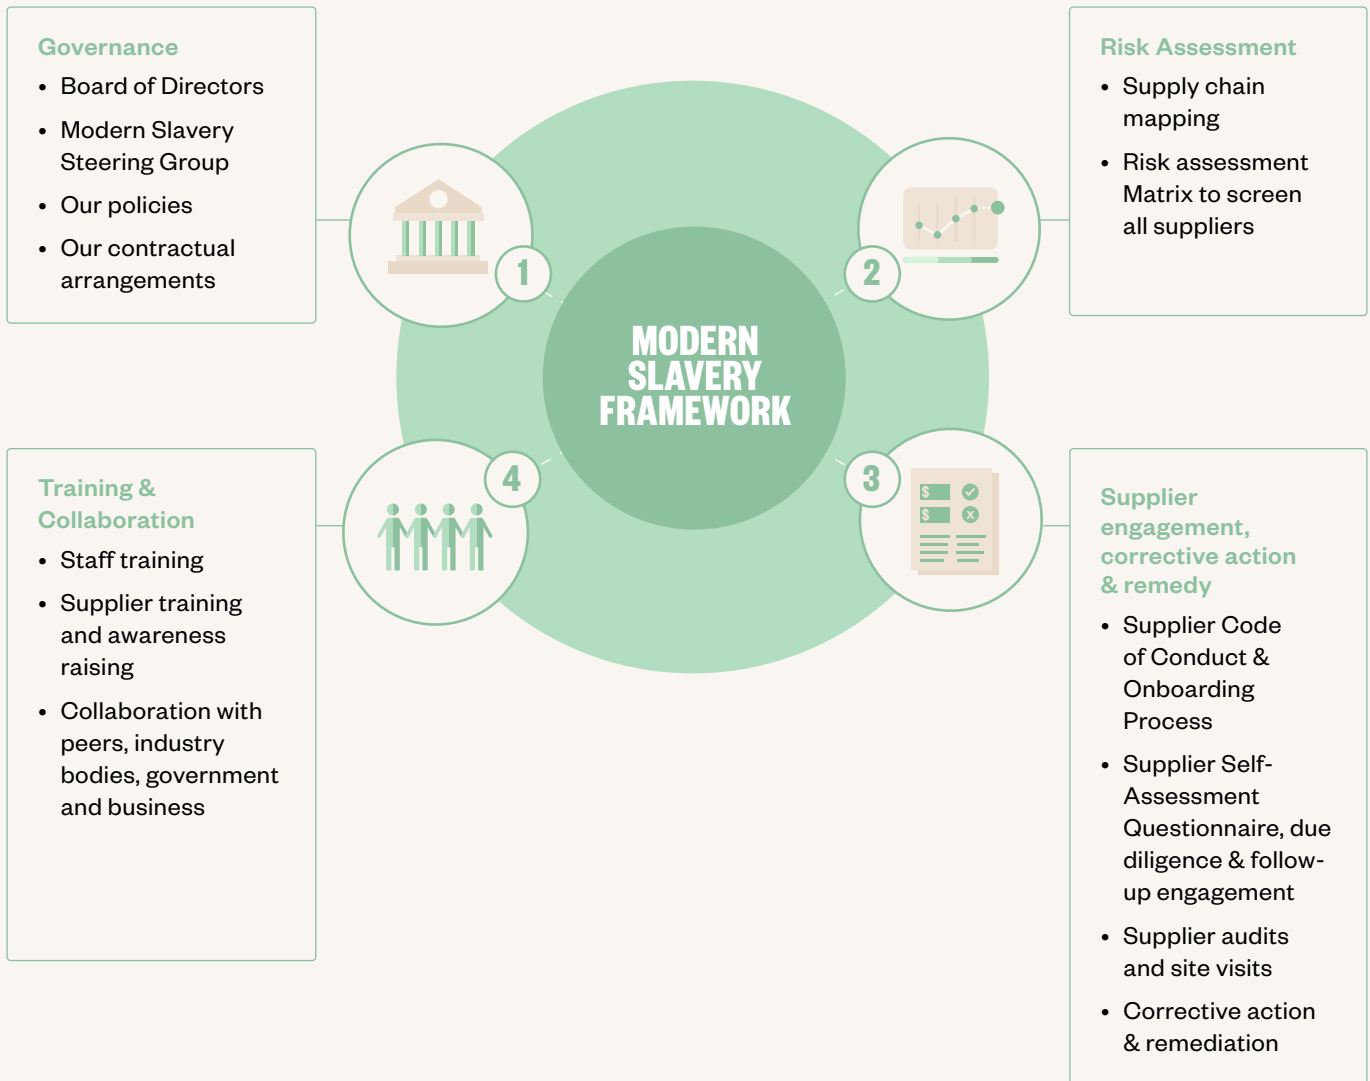 Governance
• Board of Directors
• Modern Slavery
Steering Group
• Our policies
• Our contractual
arrangements
1
Risk Assessment
• Supply chain
mapping
• Risk assessment
Matrix to screen
all suppliers
2
MODERN
SLAVERY
FRAMEWORK
Supplier
engagement,
corrective action
& remedy
• Supplier Code
of Conduct &
Onboarding
Process
• Supplier Self-
Assessment
Questionnaire, due
diligence & follow-
up engagement
• Supplier audits
and site visits
• Corrective action
& remediation
3
$
$ x
Training &
Collaboration
• Staff training
• Supplier training
and awareness
raising
• Collaboration with
peers, industry
bodies, government
and business
4